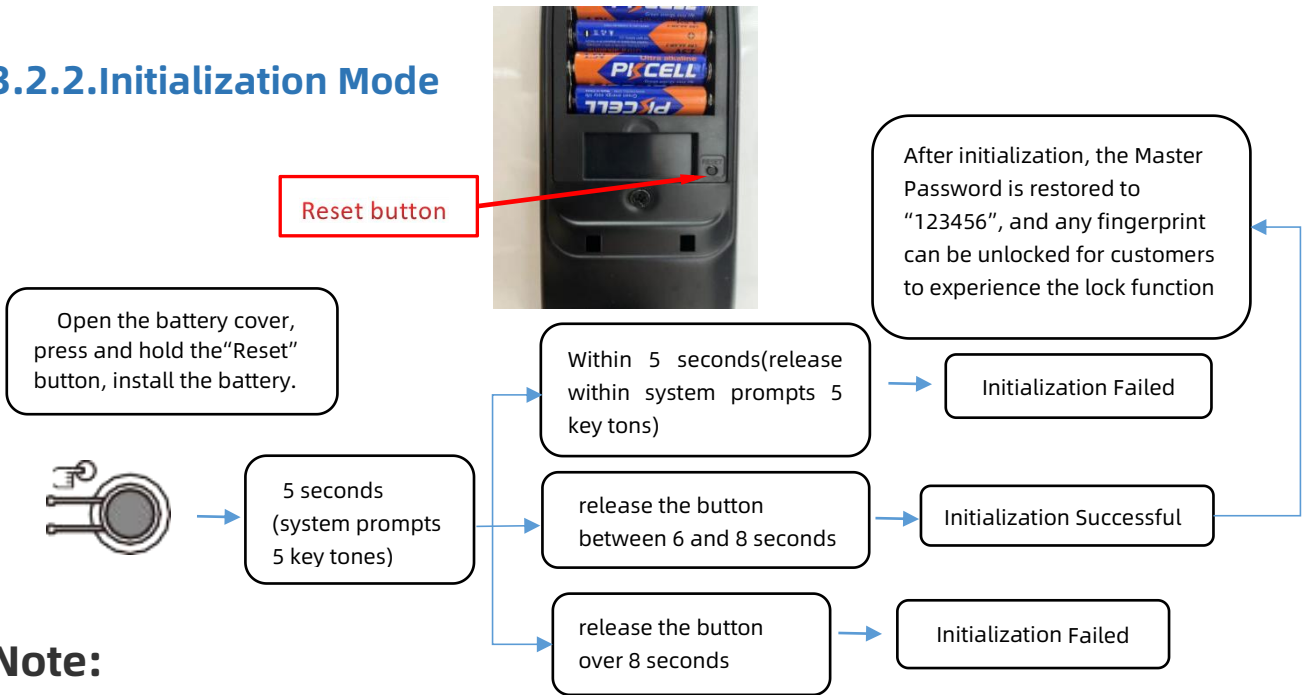 3.2.2.Initialization Mode
PKCELL
Ultra alkaline
PKCELL
PKCELL
RESET
Reset button
After initialization, the Master
Password is restored to
“123456”, and any fingerprint
can be unlocked for customers
to experience the lock function
Open the battery cover,
press and hold the“Reset”
button, install the battery.
5 seconds
(system prompts
5 key tones)
Within 5 seconds(release
within system prompts 5
key tons)
Initialization Failed
release the button
between 6 and 8 seconds
Initialization Successful
release the button
over 8 seconds
Initialization Failed
Note: